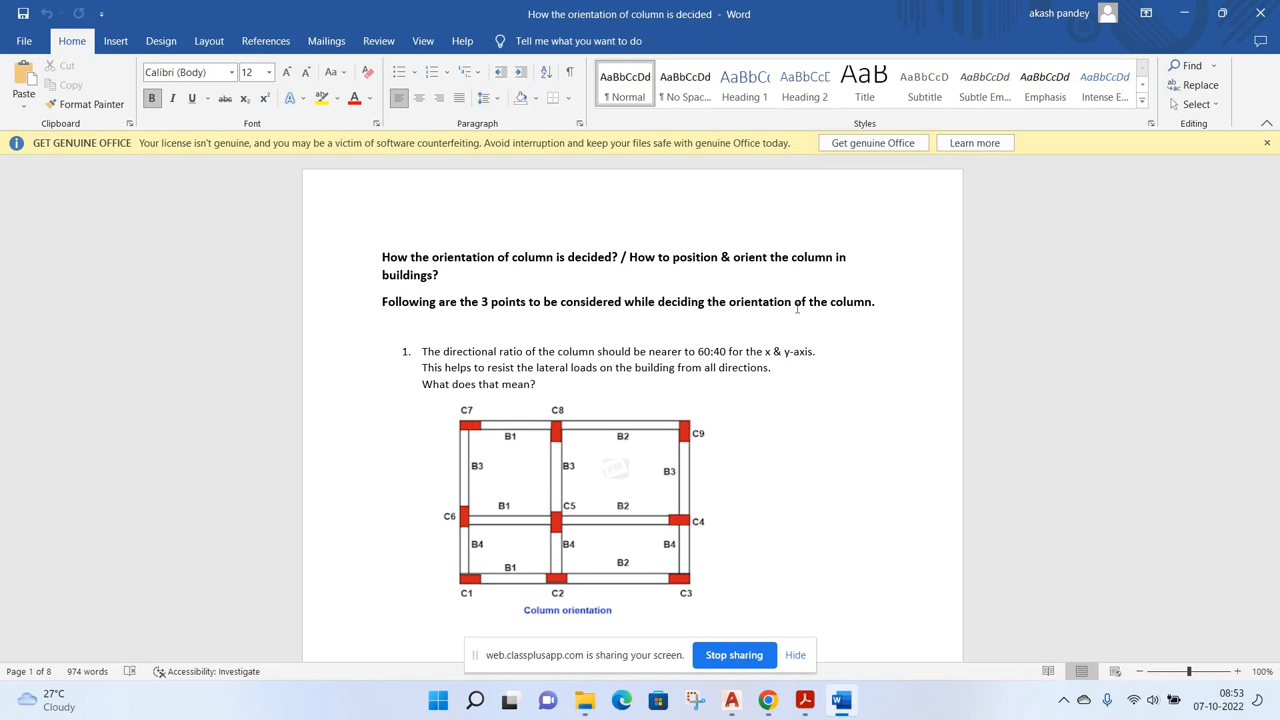 How the orientation of column is decided - Word
akash pandey
File Home Insert Design Layout References Mailings Review View Help Tell me what you want to do
Paste
Cut
Copy
Format Painter
Clipboard
Calibri (Body) 12
Font
Paragraph
AaBbCcDd AaBbCcDd AaBbCc AaBbCcD AaB AaBbCcD AaBbCcDd AaBbCcDd AaBbCcDd
¶ Normal ¶ No Spac... Heading 1 Heading 2 Title Subtitle Subtle Em... Emphasis Intense E...
Styles
Find
Replace
Select
Editing
GET GENUINE OFFICE Your license isn't genuine, and you may be a victim of software counterfeiting. Avoid interruption and keep your files safe with genuine Office today. Get genuine Office Learn more
How the orientation of column is decided? / How to position & orient the column in
buildings?
Following are the 3 points to be considered while deciding the orientation of the column.
1. The directional ratio of the column should be nearer to 60:40 for the x & y-axis.
This helps to resist the lateral loads on the building from all directions.
What does that mean?
C7 C8
C9
B1 B2
B3 B3 B3
B1 C5 B2
C6 C4
B4 B4 B4
B1 B2
C1 C2 C3
Column orientation
web.classplusapp.com is sharing your screen. Stop sharing Hide
Page 1 of 8 974 words Accessibility: Investigate 100%
27°C
Cloudy
08:53
07-10-2022